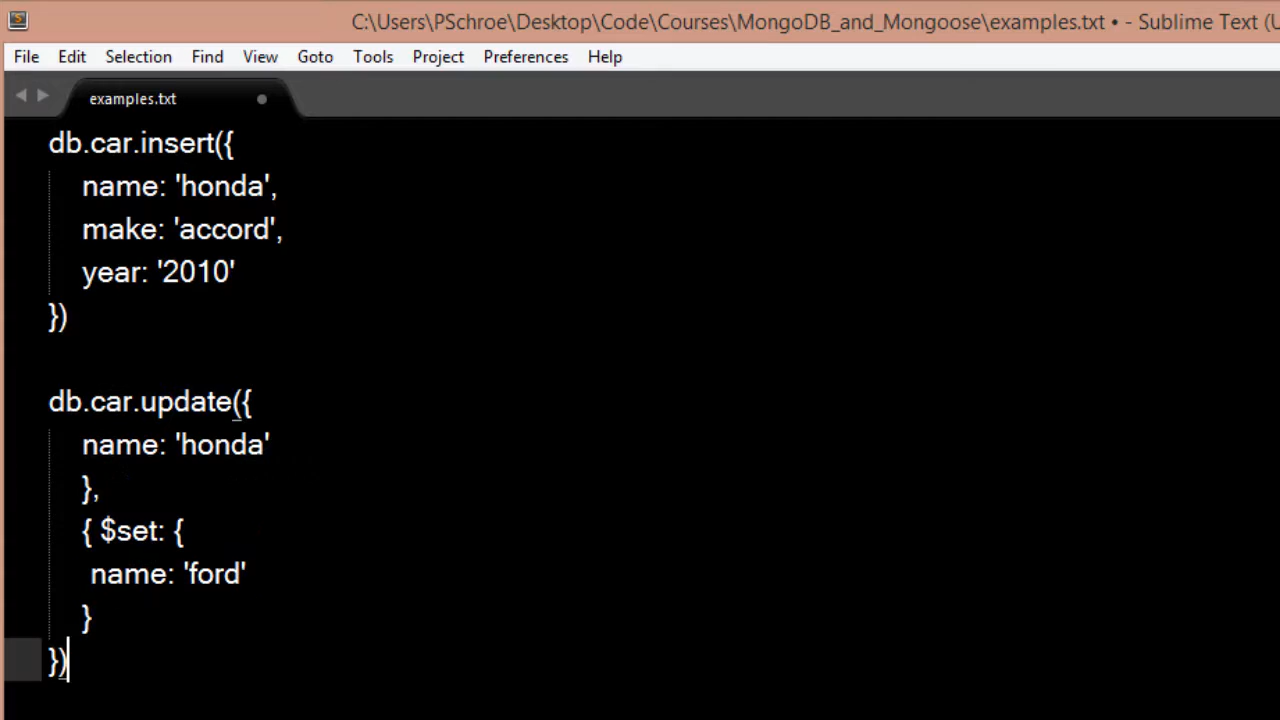 C:\Users\PSchroe\Desktop\Code\Courses\MongoDB_and_Mongoose\examples.txt • - Sublime Text (
File Edit Selection Find View Goto Tools Project Preferences Help
examples.txt
db.car.insert({
name: 'honda',
make: 'accord',
year: '2010'
})
db.car.update({
name: 'honda'
},
{ $set: {
name: 'ford'
}
})